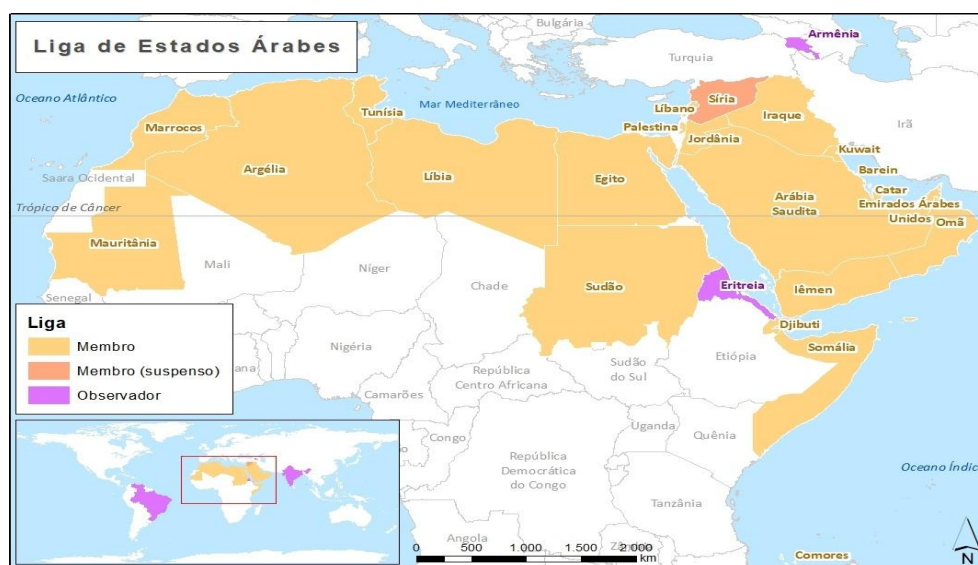 Liga de Estados Árabes
Bulgária
Armênia
Turquia
Oceano Atlântico
Mar Mediterrâneo
Tunísia
Líbano
Síria
Iraque
Irã
Marrocos
Palestina
Jordânia
Kuwait
Saara Ocidental
Argélia
Líbia
Egito
Barein
Catar
Trópico de Câncer
Arábia
Saudita
Emirados Árabes
Unidos
Omã
Mauritânia
Mali
Níger
Chade
Sudão
Eritreia
Iêmen
Senegal
Djibuti
Somália
Liga
Membro
Membro (suspenso)
Observador
Nigéria
ana
Camarões
República
Centro Africana
Sudão
do Sul
Etiópia
Congo
Uganda
Quênia
República
Democrática
do Congo
Tanzânia
Oceano Índic
Angola
0
500
1.000
1.500
2.000
km
Comores
N